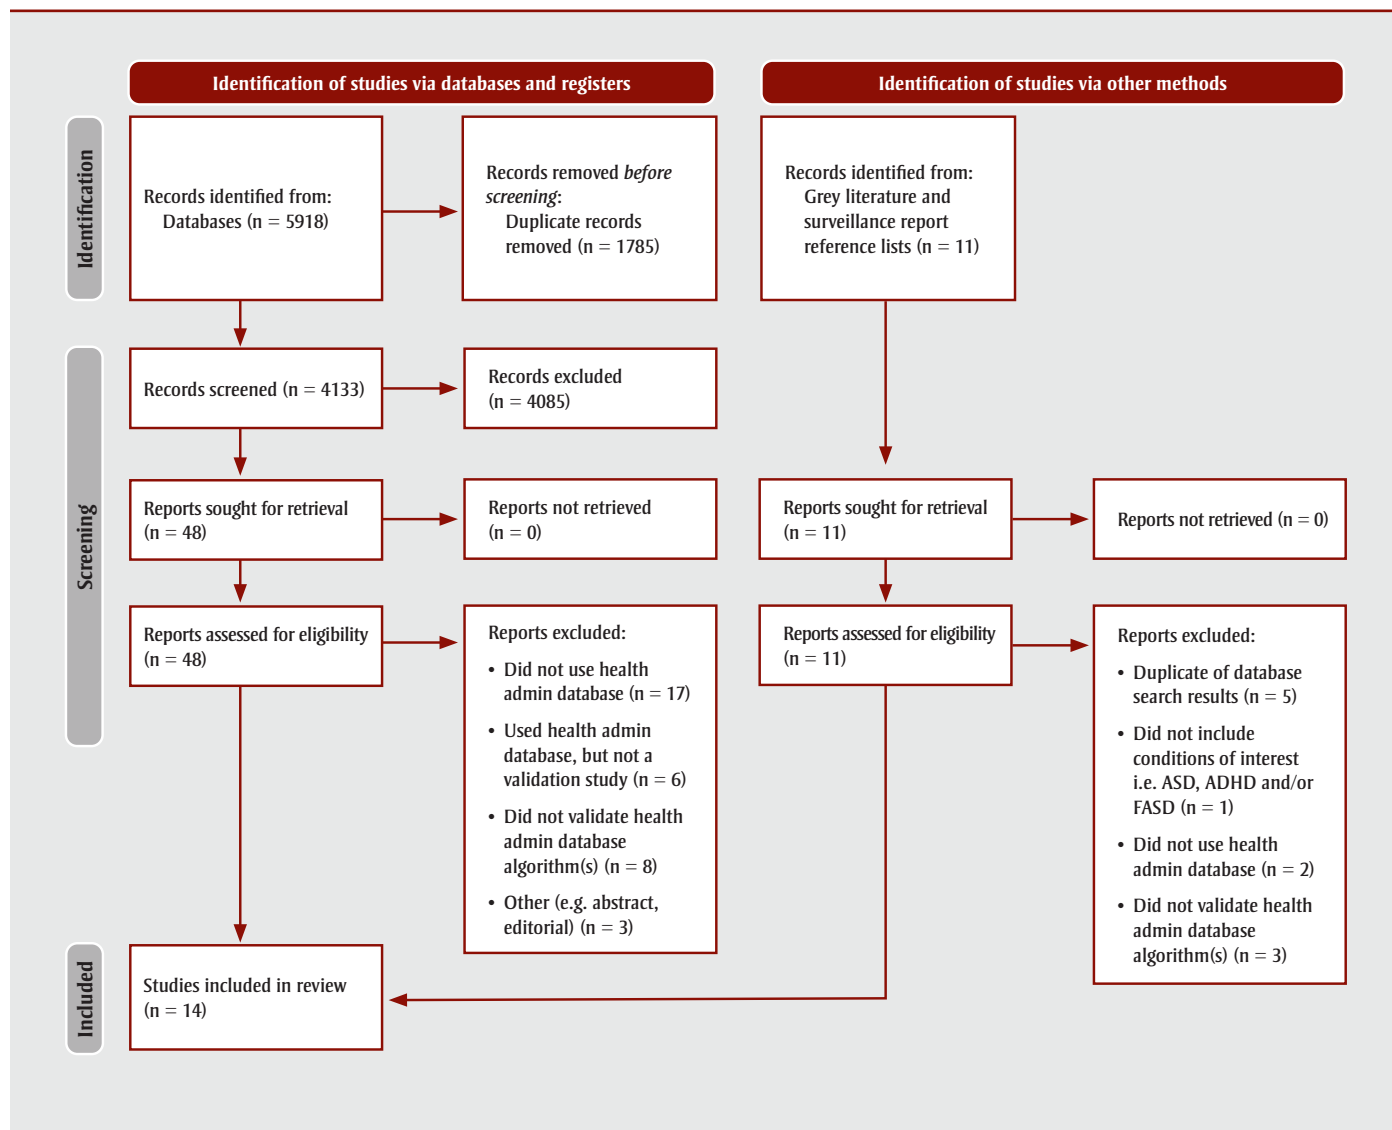 Identification of studies via databases and registers
Identification of studies via other methods
Identification
Records identified from:
Databases (n = 5918)
Records removed before
screening:
Duplicate records
removed (n = 1785)
Records identified from:
Grey literature and
surveillance report
reference lists (n = 11)
Screening
Records screened (n = 4133)
Records excluded
(n = 4085)
Reports sought for retrieval
(n = 48)
Reports not retrieved
(n = 0)
Reports sought for retrieval
(n = 11)
Reports not retrieved (n = 0)
Reports assessed for eligibility
(n = 48)
Reports excluded:
• Did not use health
admin database (n = 17)
• Used health admin
database, but not a
validation study (n = 6)
• Did not validate health
admin database
algorithm(s) (n = 8)
• Other (e.g. abstract,
editorial) (n = 3)
Reports assessed for eligibility
(n = 11)
Reports excluded:
• Duplicate of database
search results (n = 5)
• Did not include
conditions of interest
i.e. ASD, ADHD and/or
FASD (n = 1)
• Did not use health
admin database (n = 2)
• Did not validate health
admin database
algorithm(s) (n = 3)
Included
Studies included in review
(n = 14)